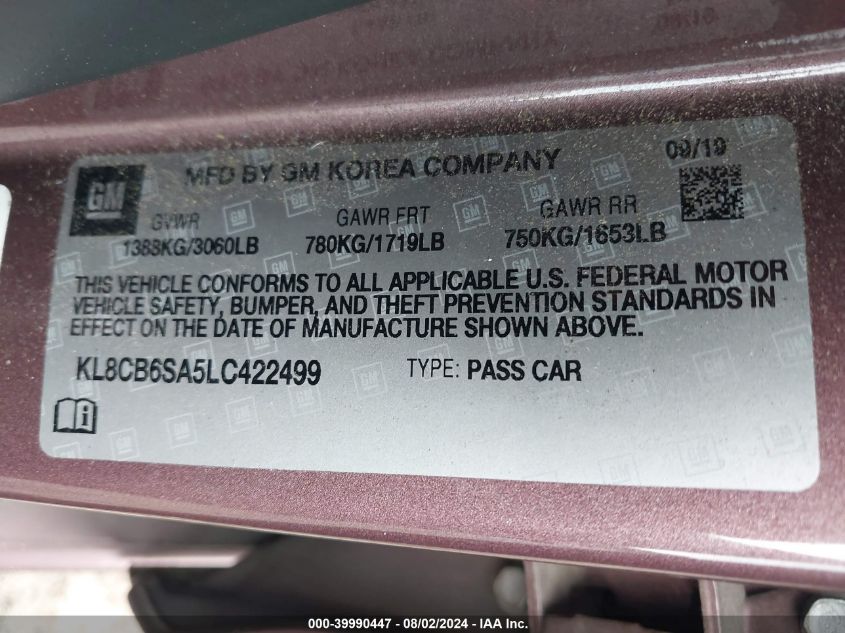 GM
MFD BY GM KOREA COMPANY
09/19
GVWR
GAWR FRT
GAWR RR
1388KG/3060LB
780KG/1719LB
750KG/1653LB
THIS VEHICLE CONFORMS TO ALL APPLICABLE U.S. FEDERAL MOTOR
VEHICLE SAFETY, BUMPER, AND THEFT PREVENTION STANDARDS IN
EFFECT ON THE DATE OF MANUFACTURE SHOWN ABOVE.
KL8CB6SA5LC422499
TYPE: PASS CAR
000-39990447 - 08/02/2024 - IAA Inc.